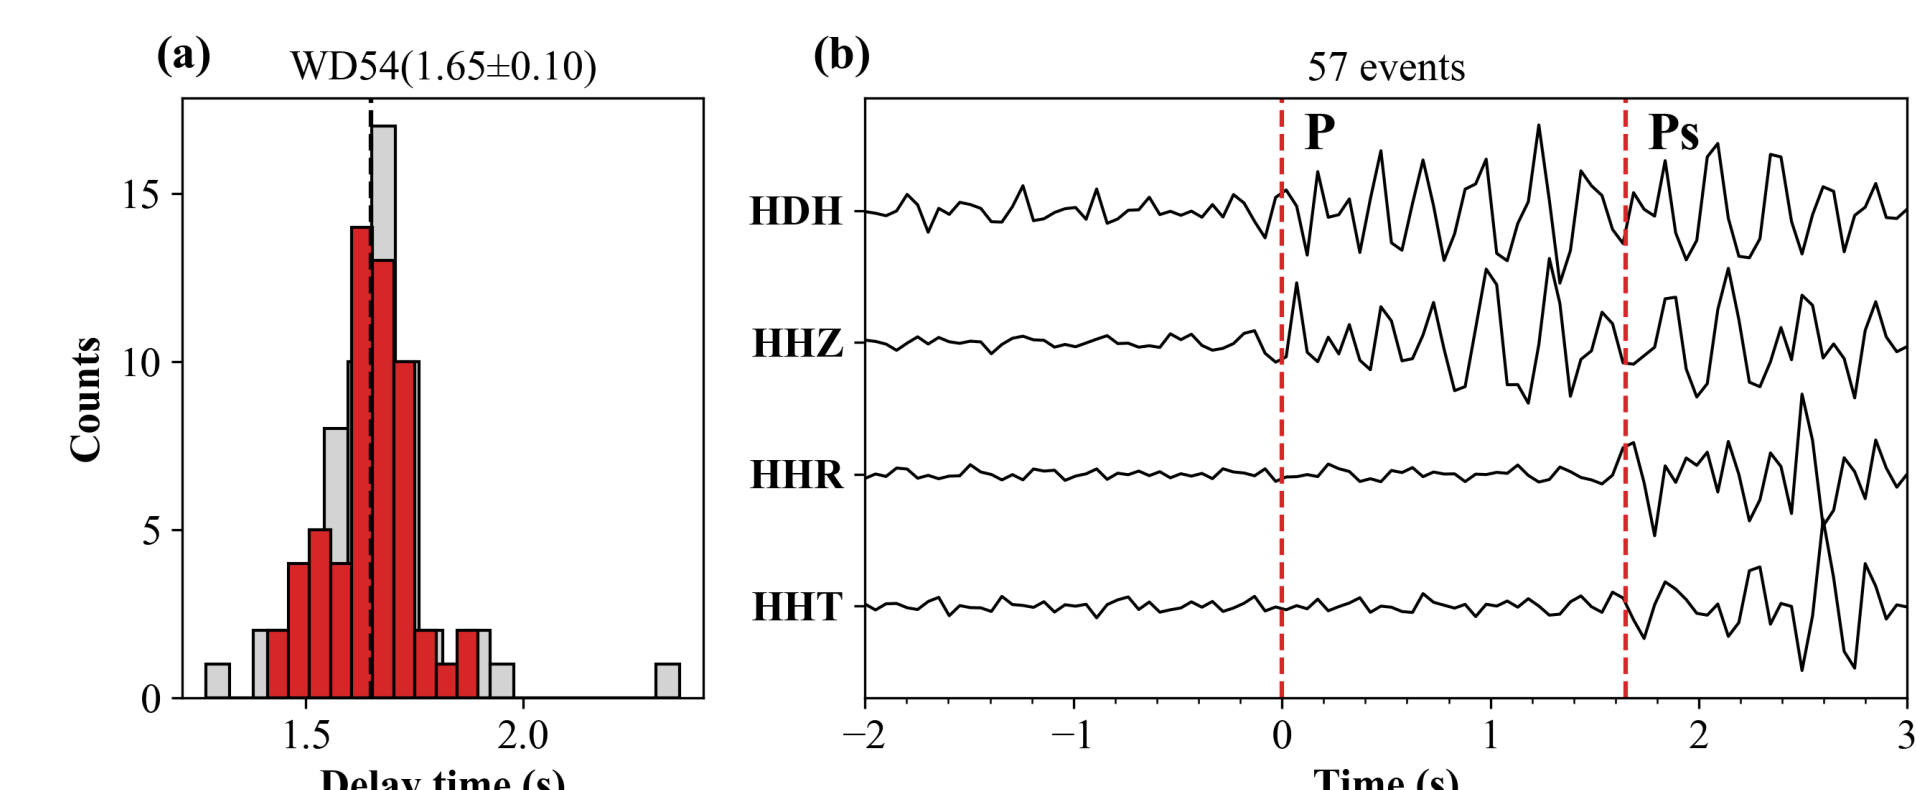 (a)
WD54(1.65±0.10)
Counts
15
10
5
0
1.5 2.0
Delay time (s)
(b)
57 events
P Ps
HDH
HHZ
HHR
HHT
−2 −1 0 1 2 3
Time (s)